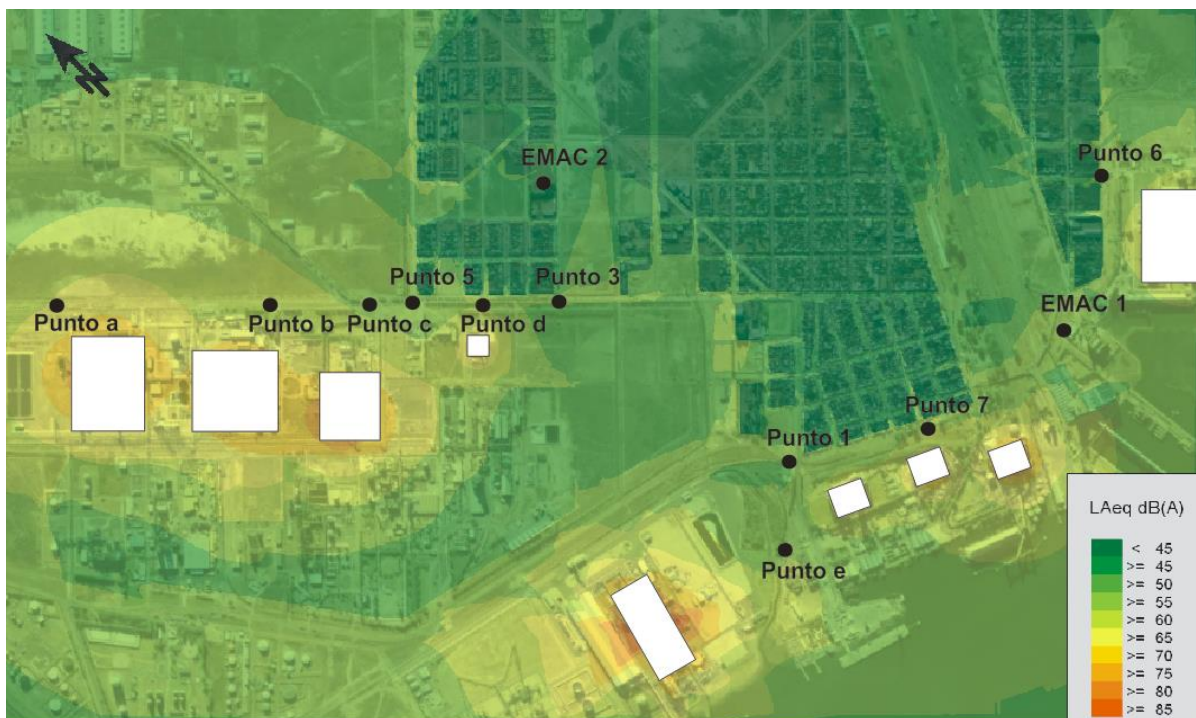 EMAC 2
Punto 6
Punto 5
Punto 3
Punto a
Punto b
Punto c
Punto d
EMAC 1
Punto 7
Punto 1
Punto e
LAeq dB(A)
< 45
>= 45
>= 50
>= 55
>= 60
>= 65
>= 70
>= 75
>= 80
>= 85